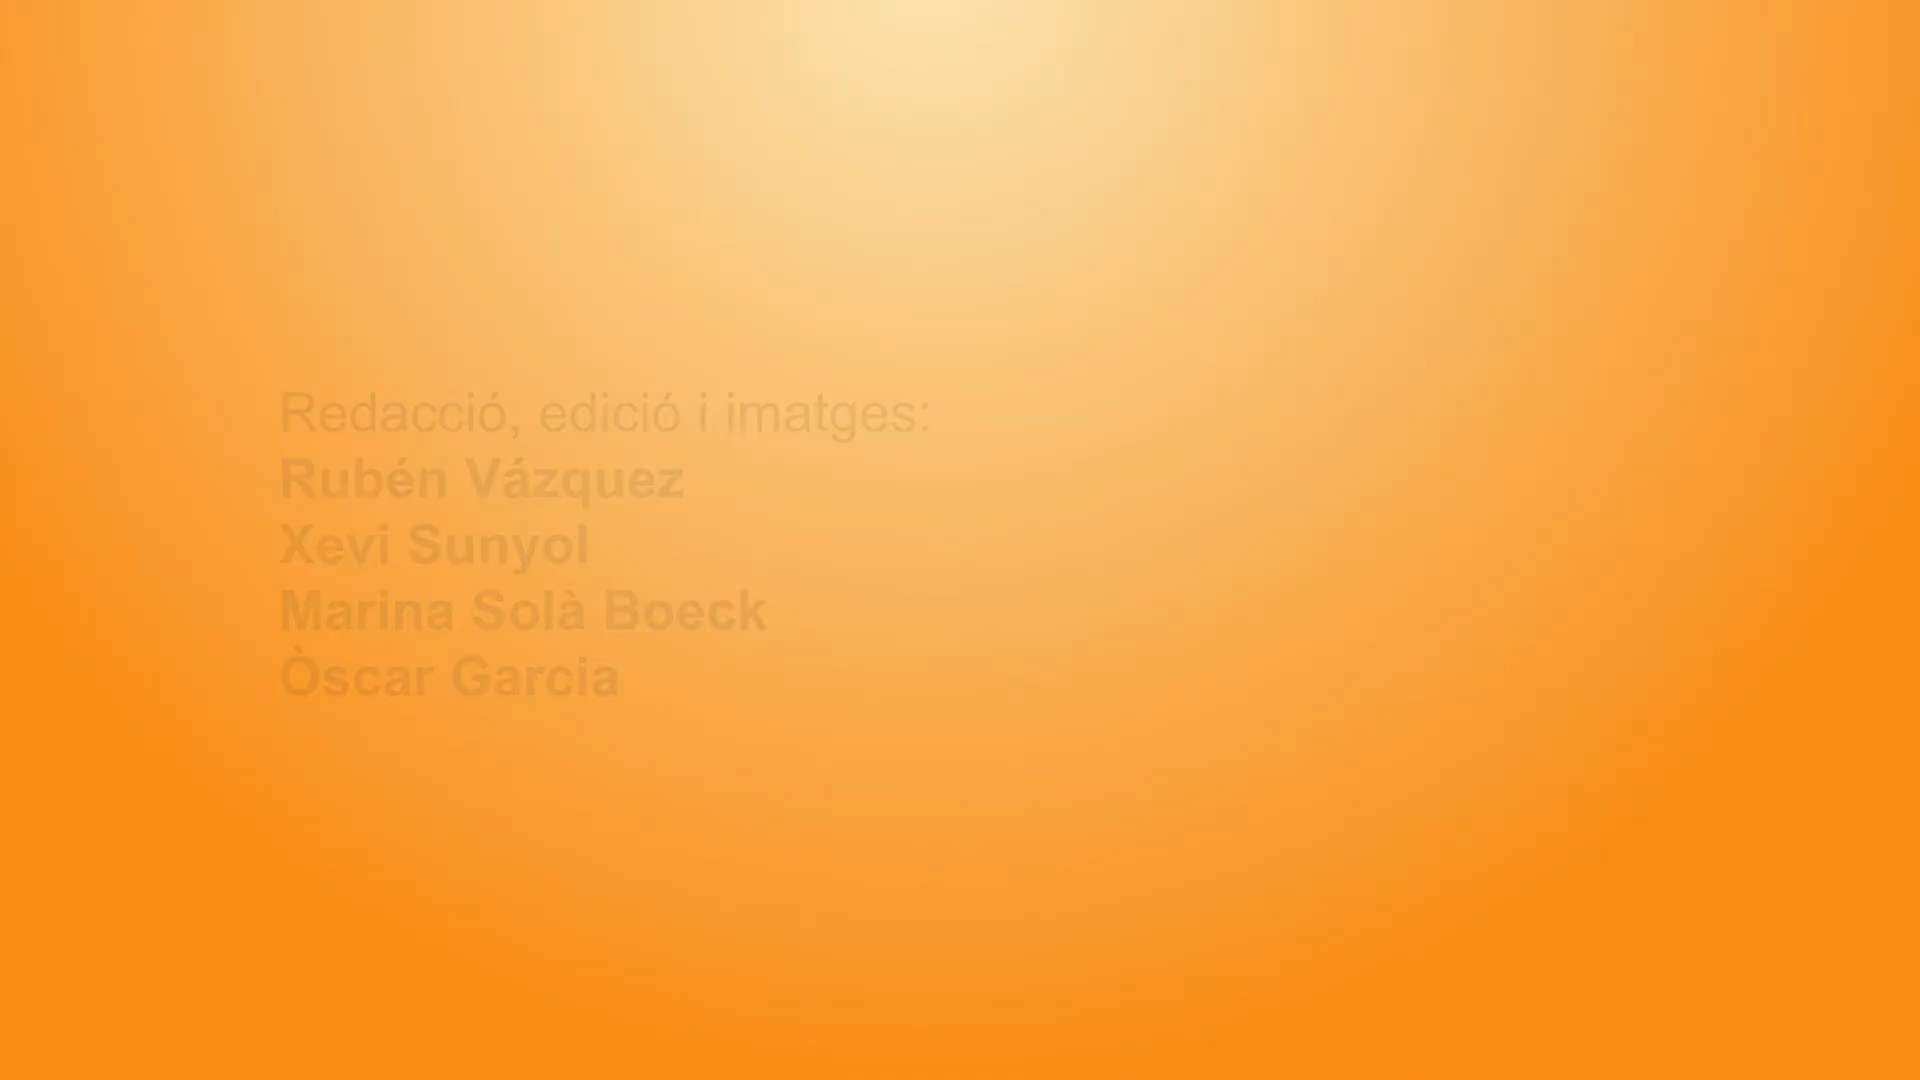 Redacció, edició i imatges:
Rubén Vázquez
Xevi Sunyol
Marina Solà Boeck
Òscar Garcia